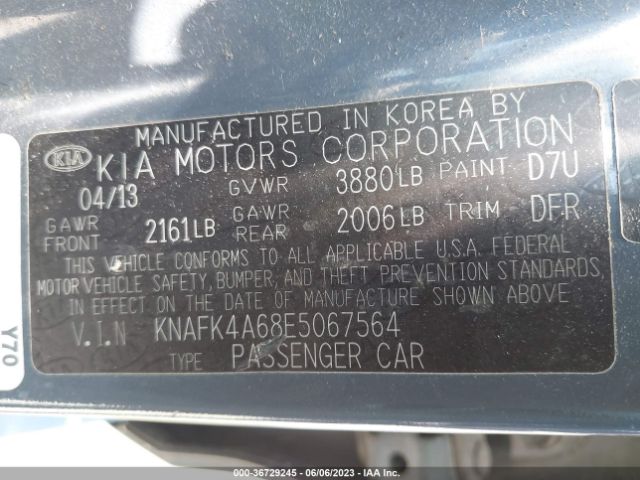 MANUFACTURED IN KOREA BY
KIA KIA MOTORS CORPORATION
04/13 GVWR 3880LB PAINT D7U
GAWR FRONT 2161LB GAWR REAR 2006LB TRIM DFR
THIS VEHICLE CONFORMS TO ALL APPLICABLE U.S.A. FEDERAL
MOTOR VEHICLE SAFETY, BUMPER, AND THEFT PREVENTION STANDARDS,
IN EFFECT ON THE DATE OF MANUFACTURE SHOWN ABOVE
V.I.N KNAFK4A68E5067564
TYPE PASSENGER CAR
Y70
000-36729245 - 06/06/2023 - IAAI.com